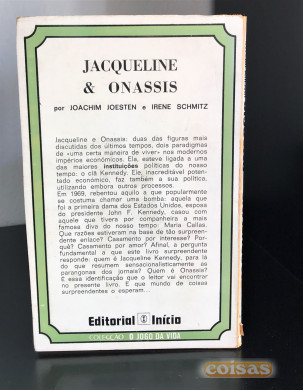 JACQUELINE
& ONASSIS
por JOACHIM JOESTEN e IRENE SCHMITZ
Jacqueline e Onassis: duas das figuras mais
discutidas dos últimos tempos, dois paradigmas
de «uma certa maneira de viver» nos modernos
impérios económicos. Ela, esteve ligada a uma
das maiores instituições políticas do nosso
tempo: o clã Kennedy. Ele, inacreditável poten-
tado económico, faz também a sua política,
utilizando embora outros processos.
Em 1969, rebentou aquilo a que popularmente
se costuma chamar uma bomba: aquela que
foi a primeira dama dos Estados Unidos, esposa
do presidente John F. Kennedy, casou com
aquele que tivera por companheira a mais
famosa diva do nosso tempo: Maria Callas.
Que razões estiveram na base de tão surpreen-
dente enlace? Casamento por interesse? Por-
quê? Casamento por amor? Afinal, a pergunta
fundamental a que este livro surpreendente
responde: quem é Jacqueline Kennedy, para lá
do que resumem sensacionalisticamente as
parangonas dos jornais? Quem é Onassis?
E essa identificação que o leitor vai encontrar
no presente livro. E que mundo de coisas
surpreendentes o esperam...
Editorial Início
COLECÇÃO: O JOGO DA VIDA
coisas